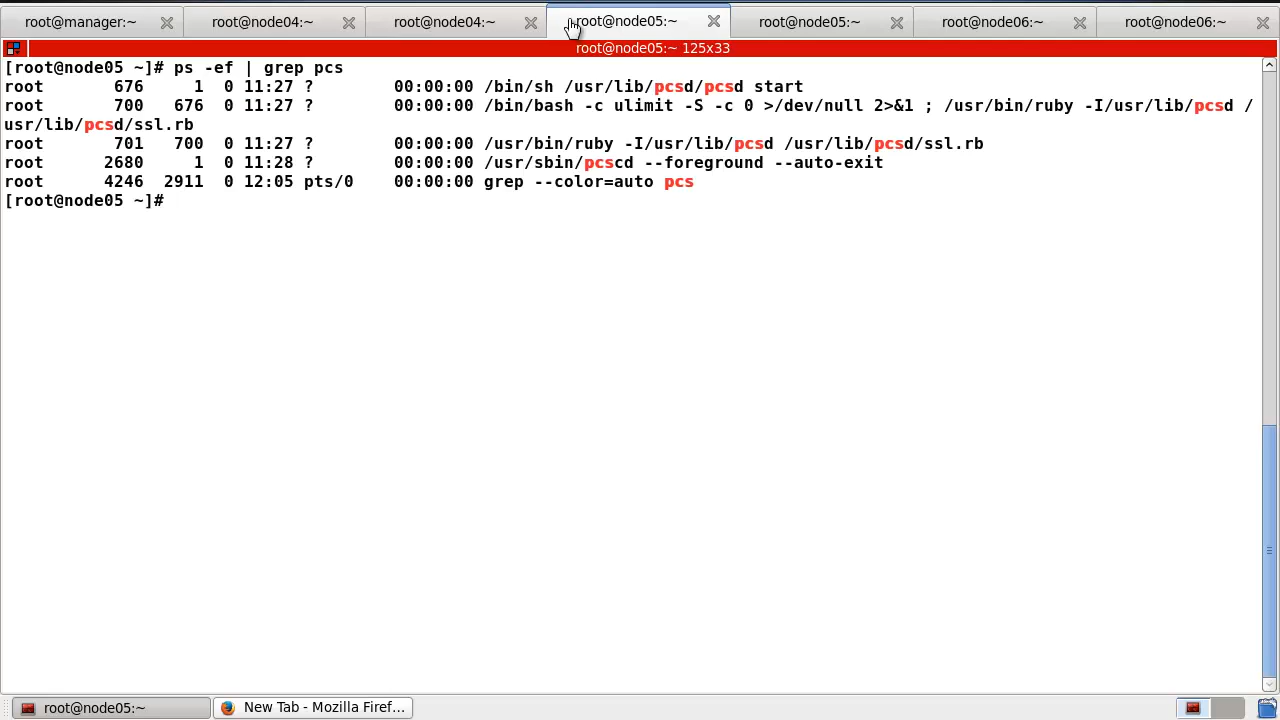 root@manager:~ root@node04:~ root@node04:~ root@node05:~ root@node05:~ root@node06:~ root@node06:~
root@node05:~ 125x33
[root@node05 ~]# ps -ef | grep pcs
root       676     1  0 11:27 ?        00:00:00 /bin/sh /usr/lib/pcsd/pcsd start
root       700   676  0 11:27 ?        00:00:00 /bin/bash -c ulimit -S -c 0 >/dev/null 2>&1 ; /usr/bin/ruby -I/usr/lib/pcsd /
usr/lib/pcsd/ssl.rb
root       701   700  0 11:27 ?        00:00:00 /usr/bin/ruby -I/usr/lib/pcsd /usr/lib/pcsd/ssl.rb
root      2680     1  0 11:28 ?        00:00:00 /usr/sbin/pcscd --foreground --auto-exit
root      4246  2911  0 12:05 pts/0    00:00:00 grep --color=auto pcs
[root@node05 ~]#
root@node05:~ New Tab - Mozilla Firef...